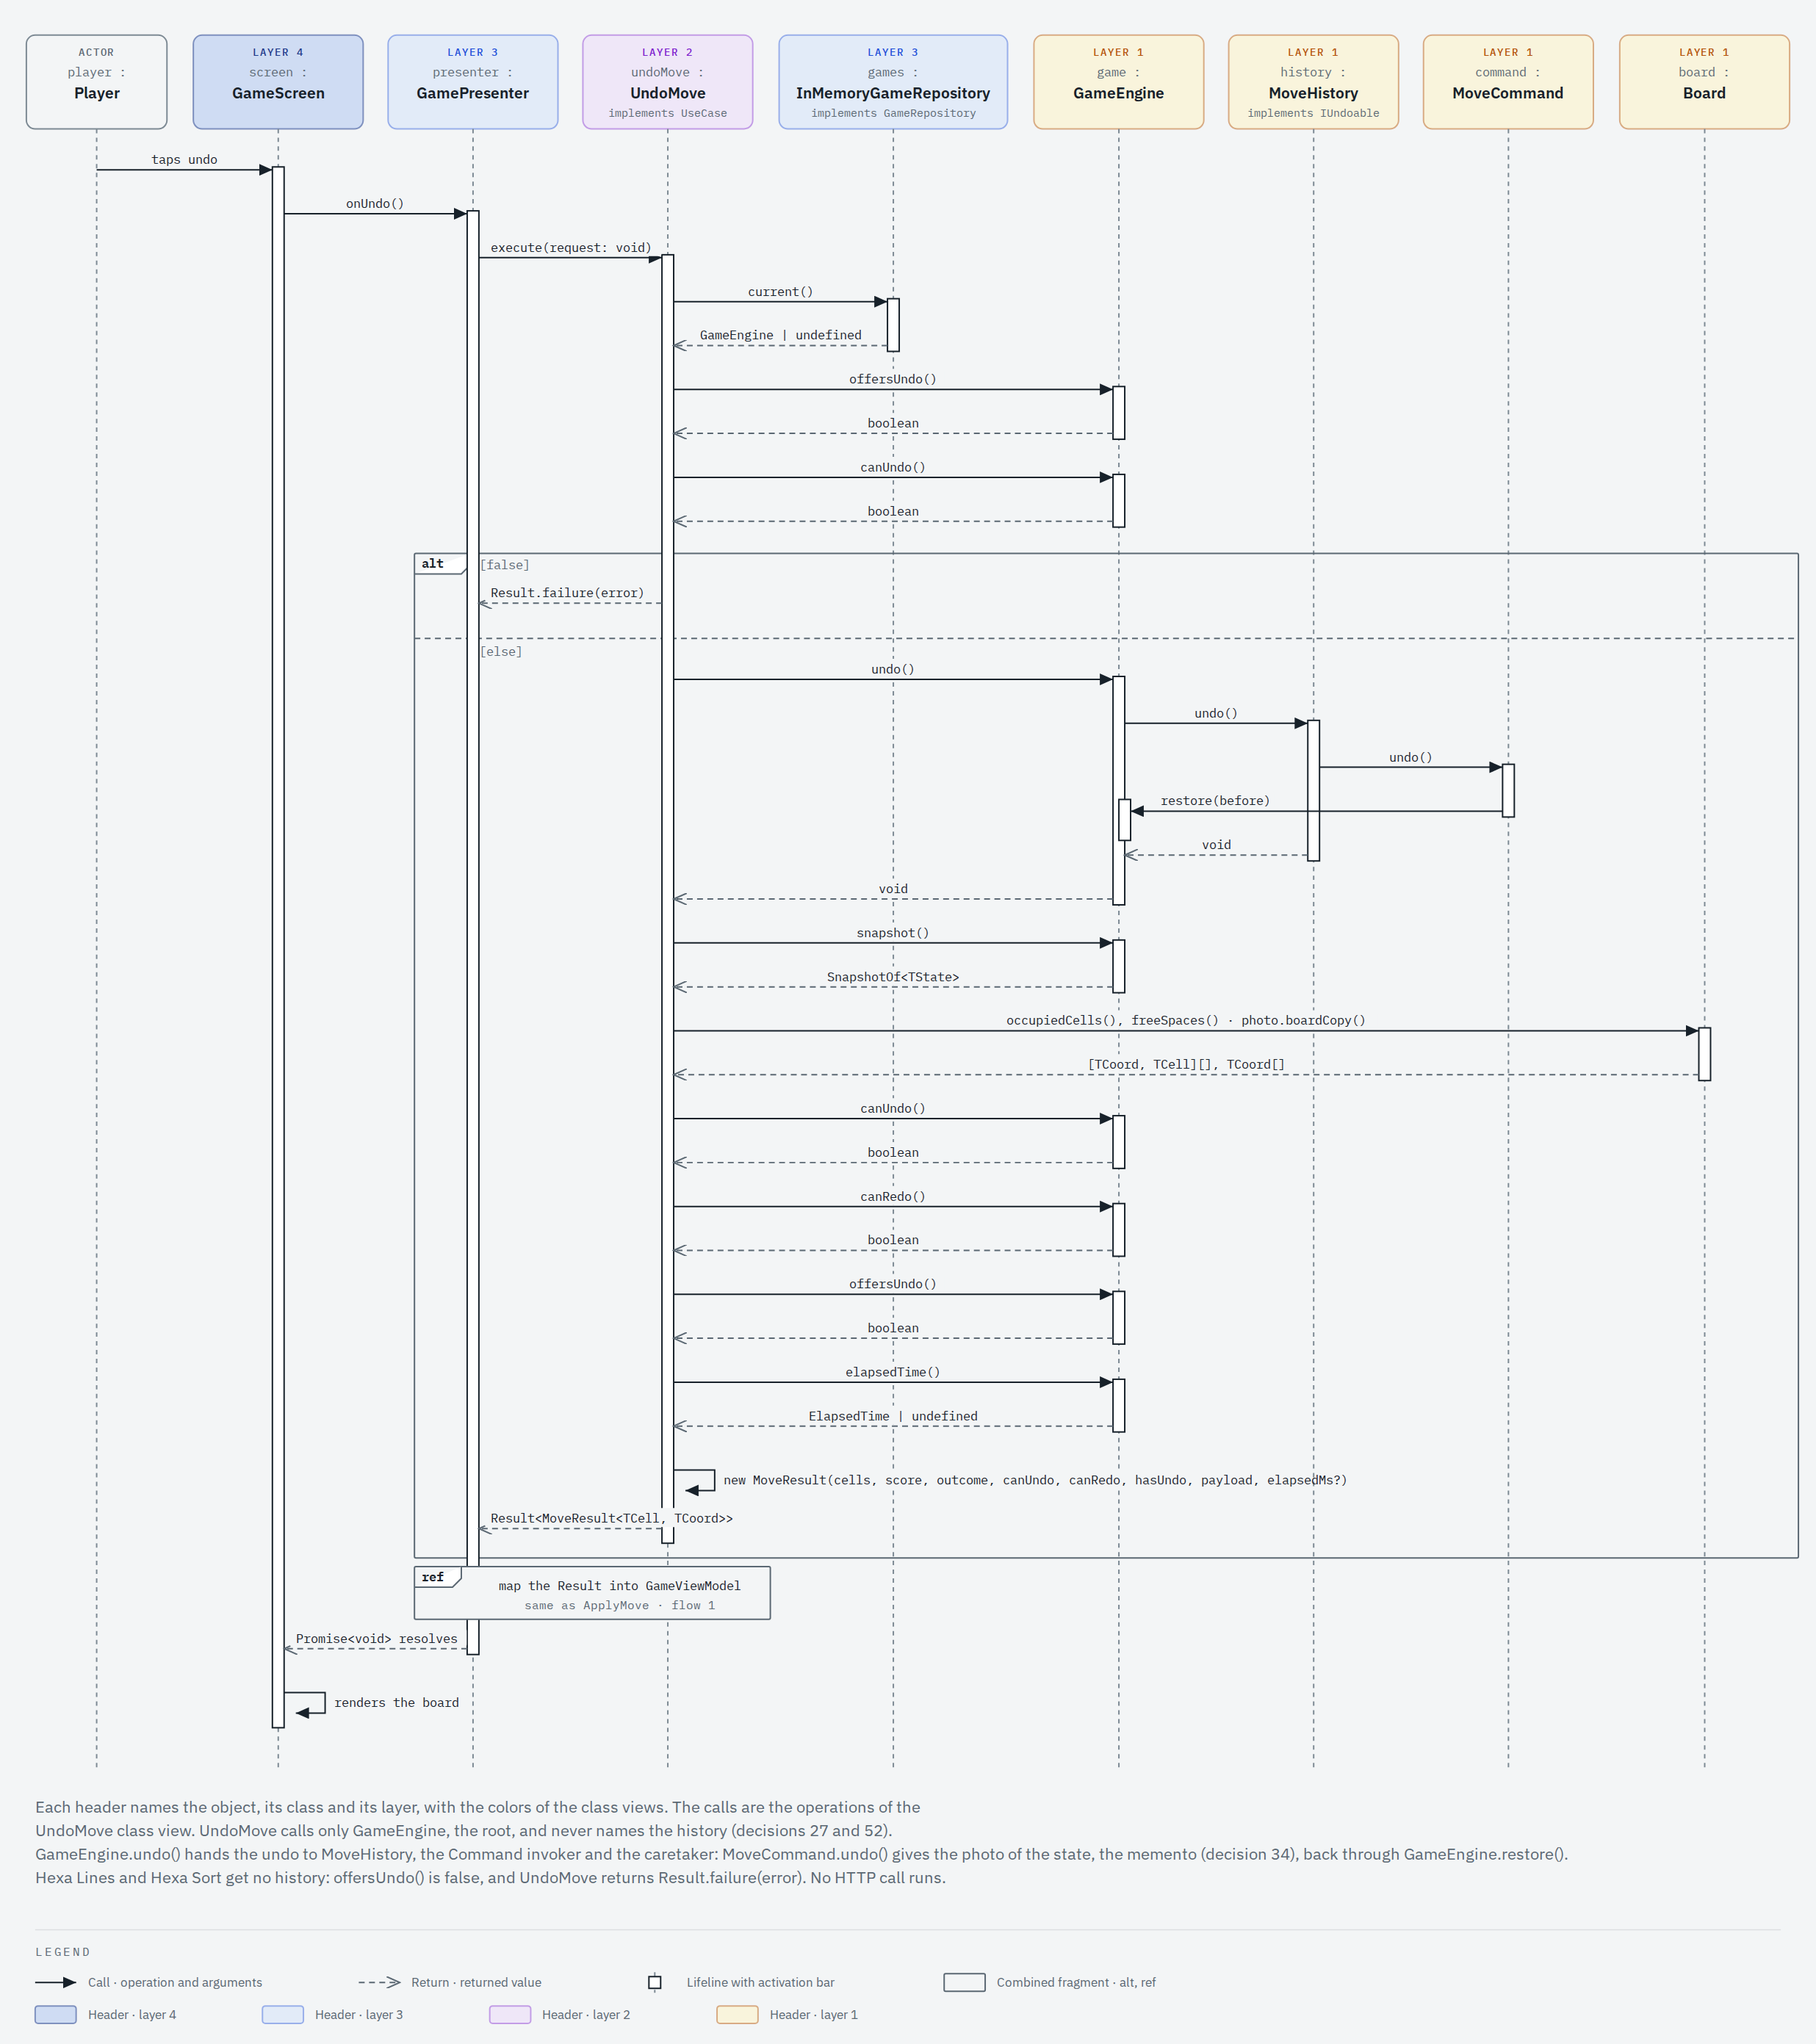 ACTOR
player :
Player
LAYER 4
screen :
GameScreen
LAYER 3
presenter :
GamePresenter
LAYER 2
undoMove :
UndoMove
implements UseCase
LAYER 3
games :
InMemoryGameRepository
implements GameRepository
LAYER 1
game :
GameEngine
LAYER 1
history :
MoveHistory
implements IUndoable
LAYER 1
command :
MoveCommand
LAYER 1
board :
Board
taps undo
onUndo()
execute(request: void)
current()
GameEngine | undefined
offersUndo()
boolean
canUndo()
boolean
alt
[false]
Result.failure(error)
[else]
undo()
undo()
undo()
restore(before)
void
void
snapshot()
SnapshotOf<TState>
occupiedCells(), freeSpaces() · photo.boardCopy()
[TCoord, TCell][], TCoord[]
canUndo()
boolean
canRedo()
boolean
offersUndo()
boolean
elapsedTime()
ElapsedTime | undefined
new MoveResult(cells, score, outcome, canUndo, canRedo, hasUndo, payload, elapsedMs?)
Result<MoveResult<TCell, TCoord>>
ref
map the Result into GameViewModel
same as ApplyMove · flow 1
Promise<void> resolves
renders the board
Each header names the object, its class and its layer, with the colors of the class views. The calls are the operations of the
UndoMove class view. UndoMove calls only GameEngine, the root, and never names the history (decisions 27 and 52).
GameEngine.undo() hands the undo to MoveHistory, the Command invoker and the caretaker: MoveCommand.undo() gives the photo of the state, the memento (decision 34), back through GameEngine.restore().
Hexa Lines and Hexa Sort get no history: offersUndo() is false, and UndoMove returns Result.failure(error). No HTTP call runs.
LEGEND
Call · operation and arguments
Return · returned value
Lifeline with activation bar
Combined fragment · alt, ref
Header · layer 4
Header · layer 3
Header · layer 2
Header · layer 1